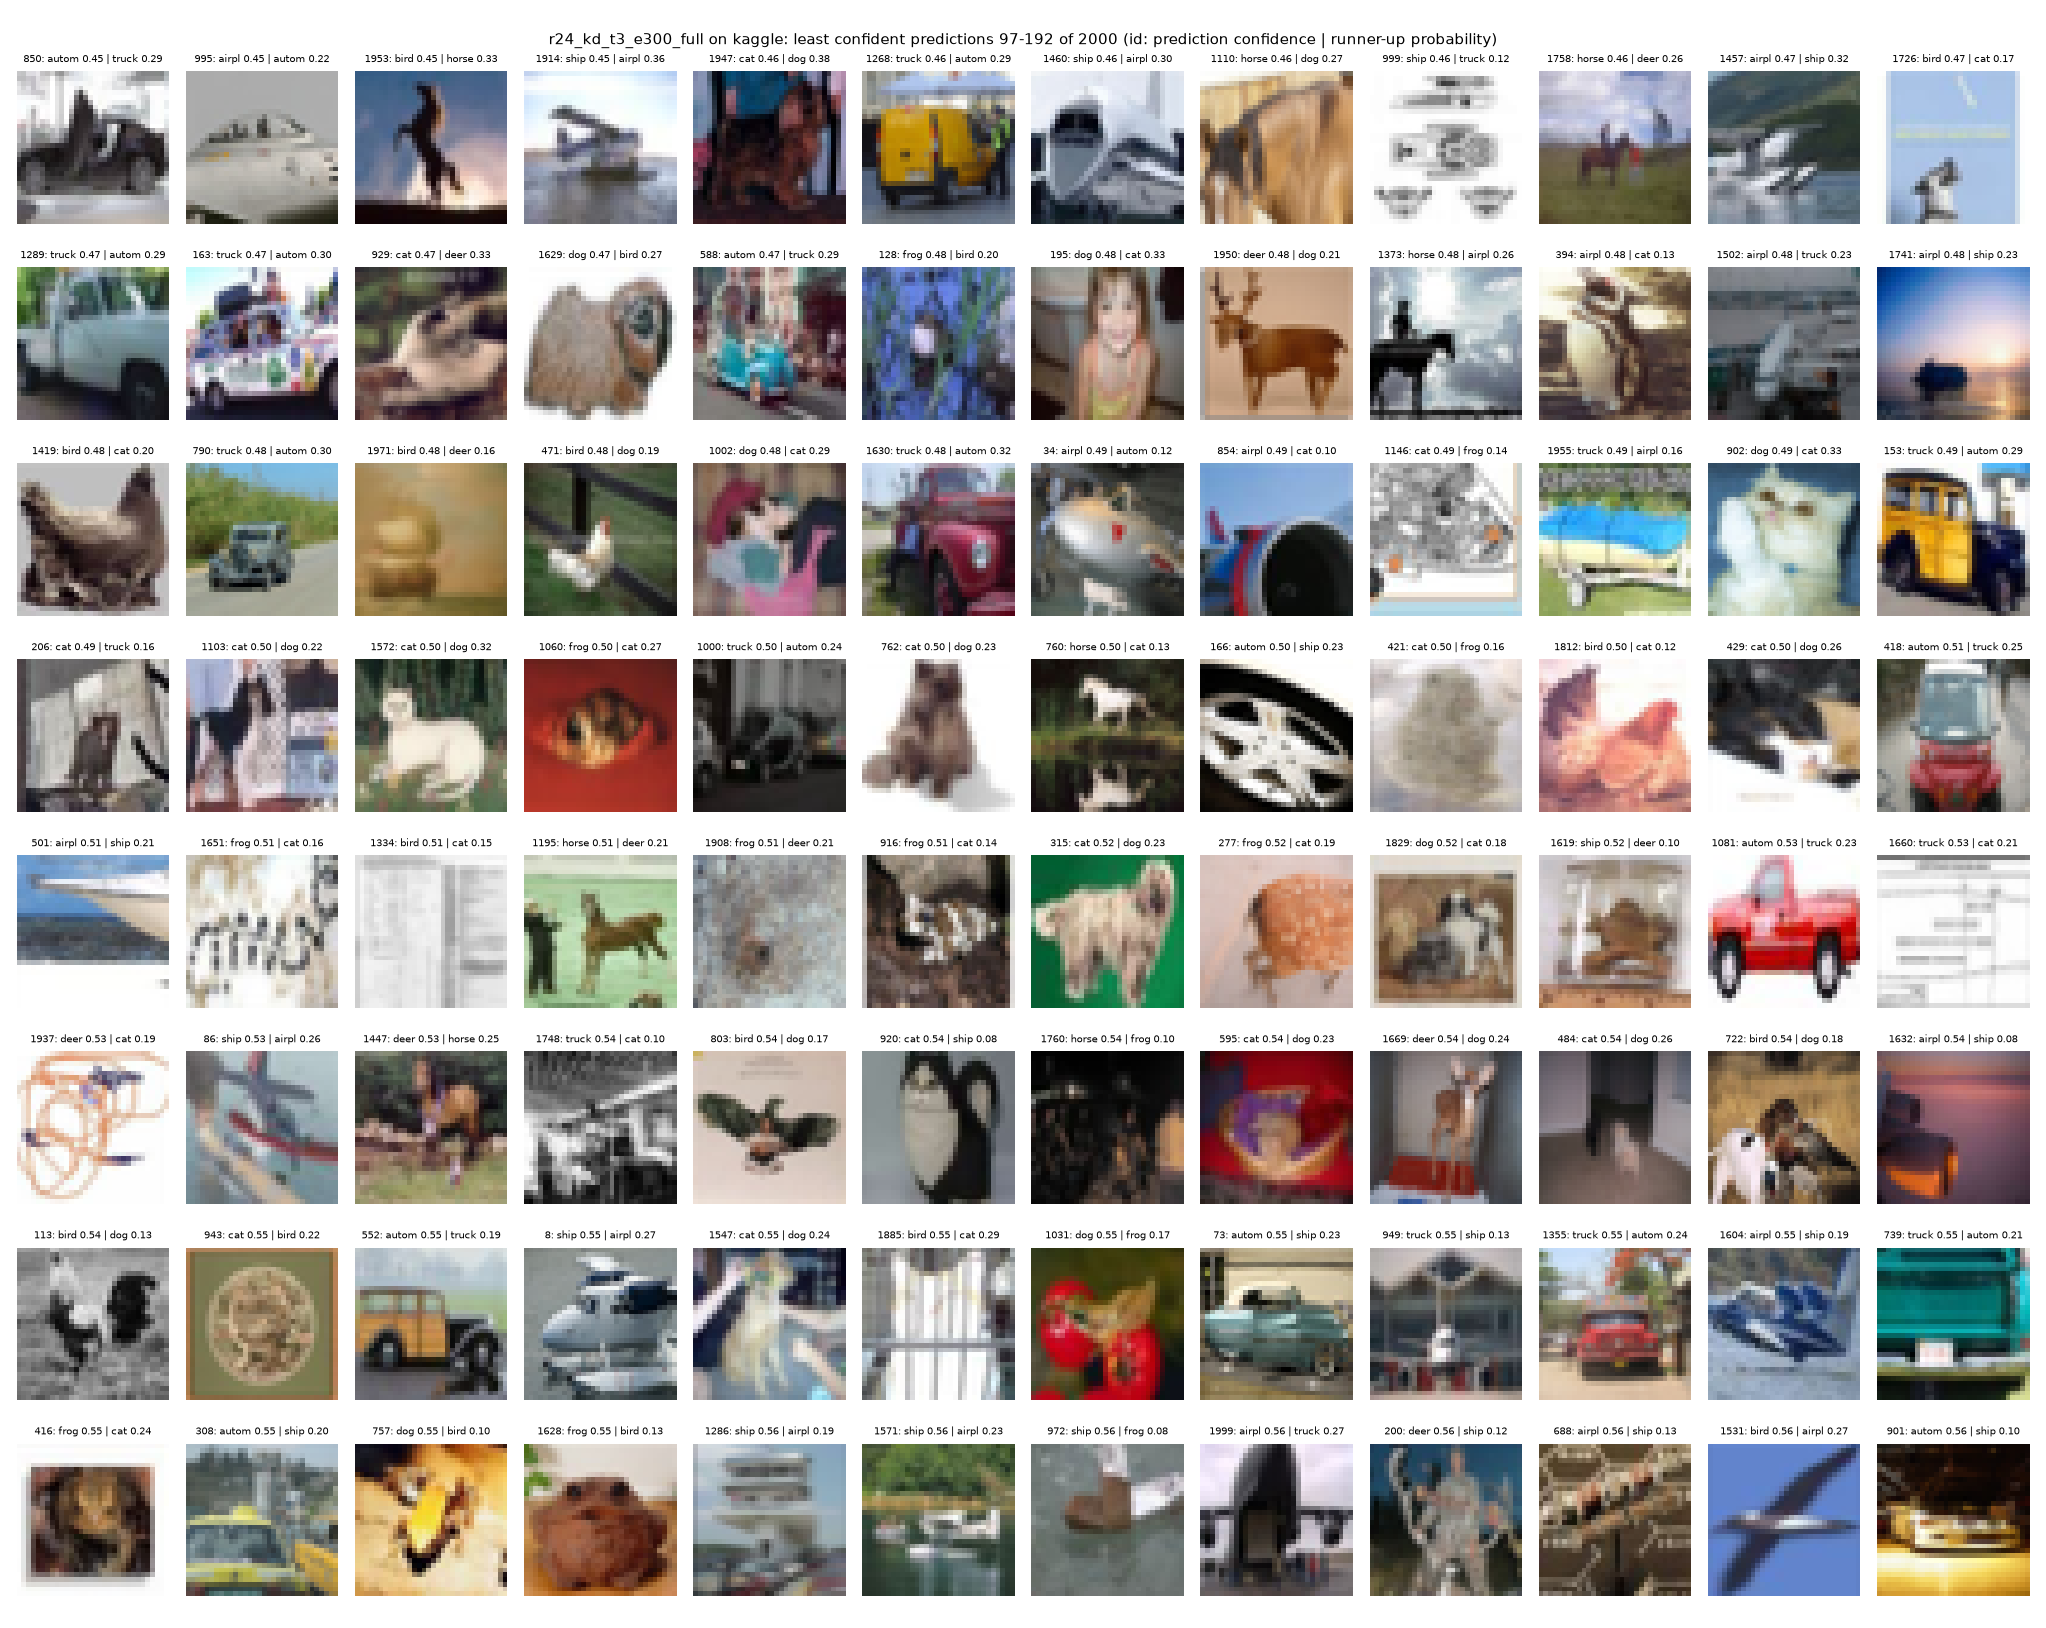 r24_kd_t3_e300_full on kaggle: least confident predictions 97-192 of 2000 (id: prediction confidence | runner-up probability)
850: autom 0.45 | truck 0.29
995: airpl 0.45 | autom 0.22
1953: bird 0.45 | horse 0.33
1914: ship 0.45 | airpl 0.36
1947: cat 0.46 | dog 0.38
1268: truck 0.46 | autom 0.29
1460: ship 0.46 | airpl 0.30
1110: horse 0.46 | dog 0.27
999: ship 0.46 | truck 0.12
1758: horse 0.46 | deer 0.26
1457: airpl 0.47 | ship 0.32
1726: bird 0.47 | cat 0.17
1289: truck 0.47 | autom 0.29
163: truck 0.47 | autom 0.30
929: cat 0.47 | deer 0.33
1629: dog 0.47 | bird 0.27
588: autom 0.47 | truck 0.29
128: frog 0.48 | bird 0.20
195: dog 0.48 | cat 0.33
1950: deer 0.48 | dog 0.21
1373: horse 0.48 | airpl 0.26
394: airpl 0.48 | cat 0.13
1502: airpl 0.48 | truck 0.23
1741: airpl 0.48 | ship 0.23
1419: bird 0.48 | cat 0.20
790: truck 0.48 | autom 0.30
1971: bird 0.48 | deer 0.16
471: bird 0.48 | dog 0.19
1002: dog 0.48 | cat 0.29
1630: truck 0.48 | autom 0.32
34: airpl 0.49 | autom 0.12
854: airpl 0.49 | cat 0.10
1146: cat 0.49 | frog 0.14
1955: truck 0.49 | airpl 0.16
902: dog 0.49 | cat 0.33
153: truck 0.49 | autom 0.29
206: cat 0.49 | truck 0.16
1103: cat 0.50 | dog 0.22
1572: cat 0.50 | dog 0.32
1060: frog 0.50 | cat 0.27
1000: truck 0.50 | autom 0.24
762: cat 0.50 | dog 0.23
760: horse 0.50 | cat 0.13
166: autom 0.50 | ship 0.23
421: cat 0.50 | frog 0.16
1812: bird 0.50 | cat 0.12
429: cat 0.50 | dog 0.26
418: autom 0.51 | truck 0.25
501: airpl 0.51 | ship 0.21
1651: frog 0.51 | cat 0.16
1334: bird 0.51 | cat 0.15
1195: horse 0.51 | deer 0.21
1908: frog 0.51 | deer 0.21
916: frog 0.51 | cat 0.14
315: cat 0.52 | dog 0.23
277: frog 0.52 | cat 0.19
1829: dog 0.52 | cat 0.18
1619: ship 0.52 | deer 0.10
1081: autom 0.53 | truck 0.23
1660: truck 0.53 | cat 0.21
1937: deer 0.53 | cat 0.19
86: ship 0.53 | airpl 0.26
1447: deer 0.53 | horse 0.25
1748: truck 0.54 | cat 0.10
803: bird 0.54 | dog 0.17
920: cat 0.54 | ship 0.08
1760: horse 0.54 | frog 0.10
595: cat 0.54 | dog 0.23
1669: deer 0.54 | dog 0.24
484: cat 0.54 | dog 0.26
722: bird 0.54 | dog 0.18
1632: airpl 0.54 | ship 0.08
113: bird 0.54 | dog 0.13
943: cat 0.55 | bird 0.22
552: autom 0.55 | truck 0.19
8: ship 0.55 | airpl 0.27
1547: cat 0.55 | dog 0.24
1885: bird 0.55 | cat 0.29
1031: dog 0.55 | frog 0.17
73: autom 0.55 | ship 0.23
949: truck 0.55 | ship 0.13
1355: truck 0.55 | autom 0.24
1604: airpl 0.55 | ship 0.19
739: truck 0.55 | autom 0.21
416: frog 0.55 | cat 0.24
308: autom 0.55 | ship 0.20
757: dog 0.55 | bird 0.10
1628: frog 0.55 | bird 0.13
1286: ship 0.56 | airpl 0.19
1571: ship 0.56 | airpl 0.23
972: ship 0.56 | frog 0.08
1999: airpl 0.56 | truck 0.27
200: deer 0.56 | ship 0.12
688: airpl 0.56 | ship 0.13
1531: bird 0.56 | airpl 0.27
901: autom 0.56 | ship 0.10